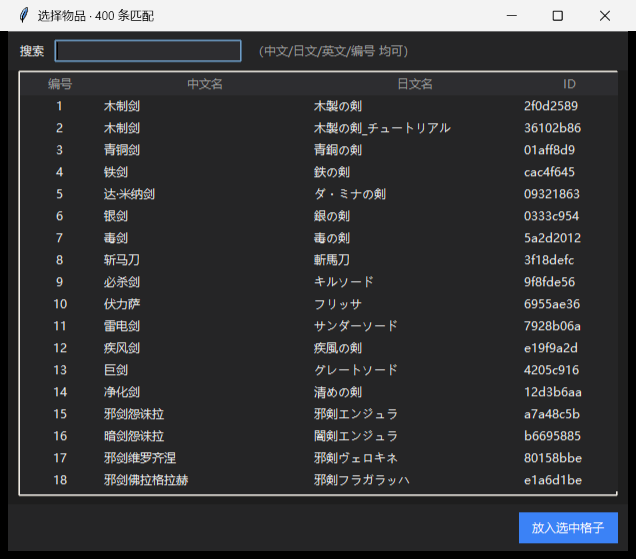 选择物品 · 400 条匹配
搜索 (中文/日文/英文/编号 均可)
编号 中文名 日文名 ID
1 木制剑 木製の剣 2f0d2589
2 木制剑 木製の剣_チュートリアル 36102b86
3 青铜剑 青銅の剣 01aff8d9
4 铁剑 鉄の剣 cac4f645
5 达·米纳剑 ダ・ミナの剣 09321863
6 银剑 銀の剣 0333c954
7 毒剑 毒の剣 5a2d2012
8 斩马刀 斬馬刀 3f18defc
9 必杀剑 キルソード 9f8fde56
10 伏力萨 フリッサ 6955ae36
11 雷电剑 サンダーソード 7928b06a
12 疾风剑 疾風の剣 e19f9a2d
13 巨剑 グレートソード 4205c916
14 净化剑 清めの剣 12d3b6aa
15 邪剑怨诛拉 邪剣エンジュラ a7a48c5b
16 暗剑怨诛拉 闇剣エンジュラ b6695885
17 邪剑维罗齐涅 邪剣ヴェロキネ 80158bbe
18 邪剑佛拉格拉赫 邪剣フラガラッハ e1a6d1be
放入选中格子